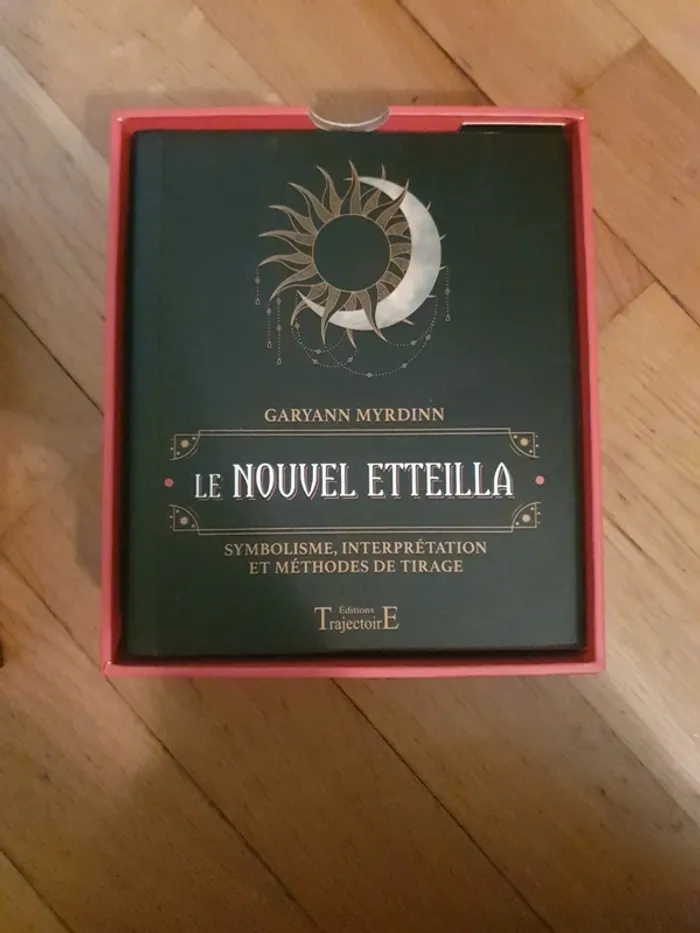 GARYANN MYRDINN
LE NOUVEL ETTEILLA
SYMBOLISME, INTERPRÉTATION
ET MÉTHODES DE TIRAGE
Éditions
TrajectoirE